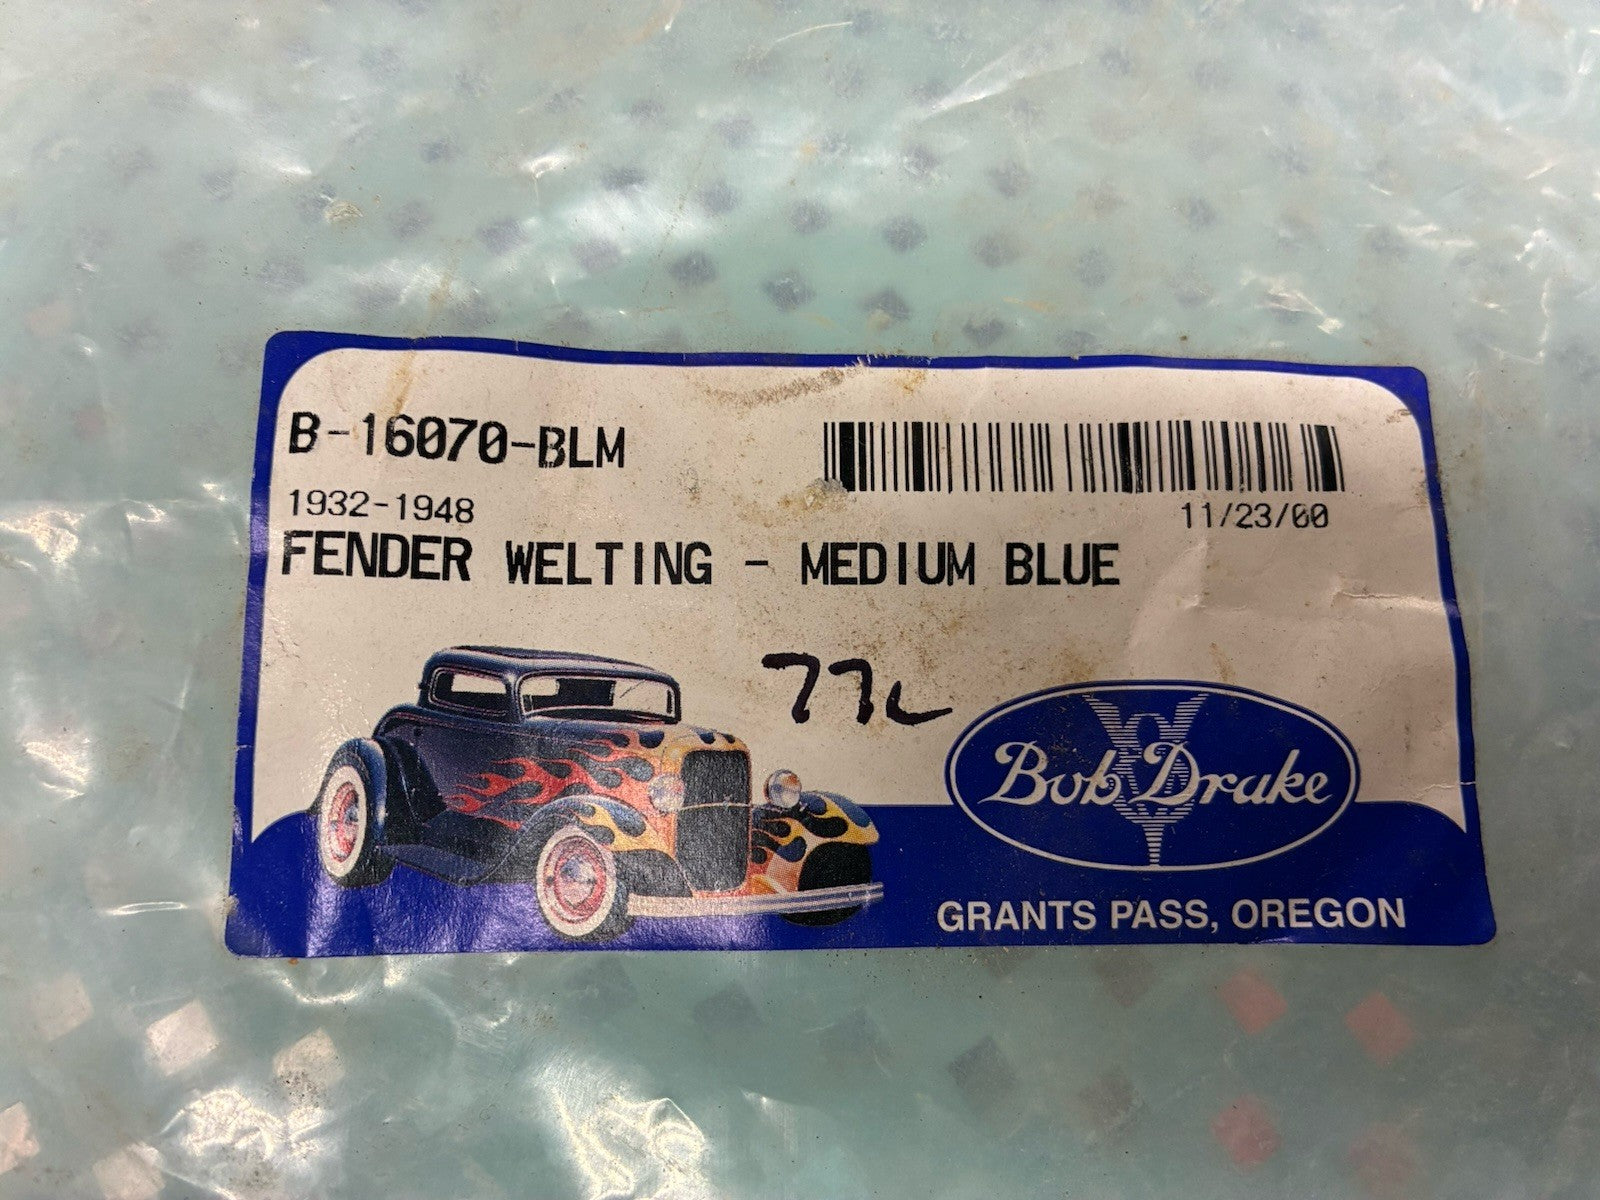 B-16070-BLM
1932-1948
11/23/00
FENDER WELTING - MEDIUM BLUE
Bob Drake
GRANTS PASS, OREGON